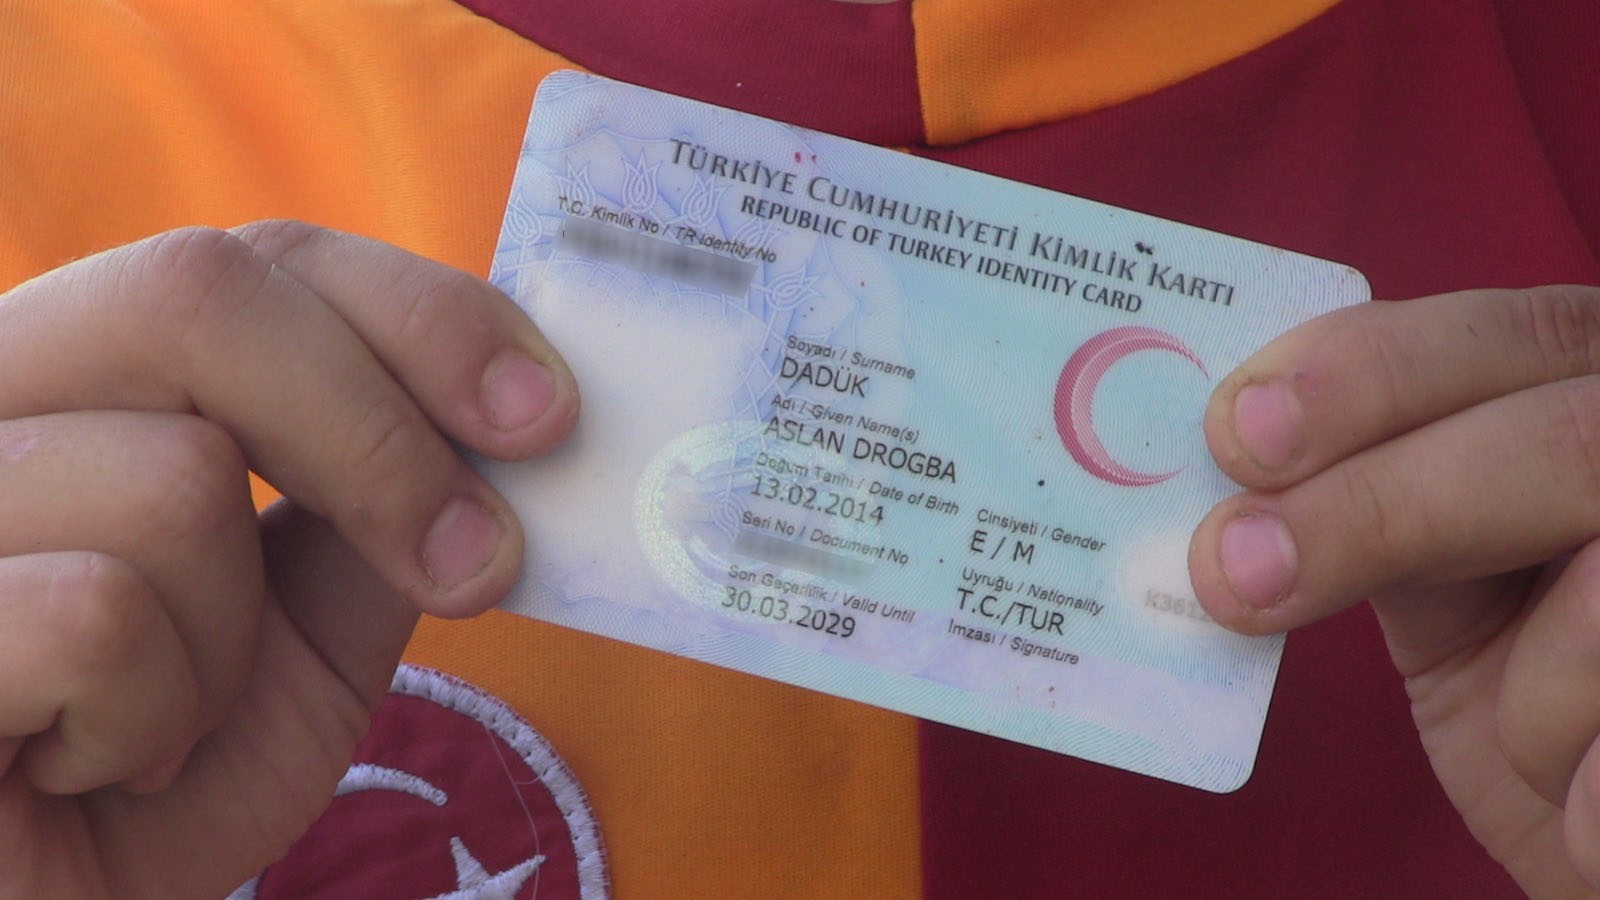 TÜRKİYE CUMHURİYETİ KİMLİK KARTI
REPUBLIC OF TURKEY IDENTITY CARD
T.C. Kimlik No / TR Identity No
Soyadı / Surname
DADÜK
Adı / Given Name(s)
ASLAN DROGBA
Doğum Tarihi / Date of Birth
13.02.2014
Cinsiyeti / Gender
E / M
Seri No / Document No
Uyruğu / Nationality
T.C./TUR
Son Geçerlilik / Valid Until
30.03.2029
İmzası / Signature